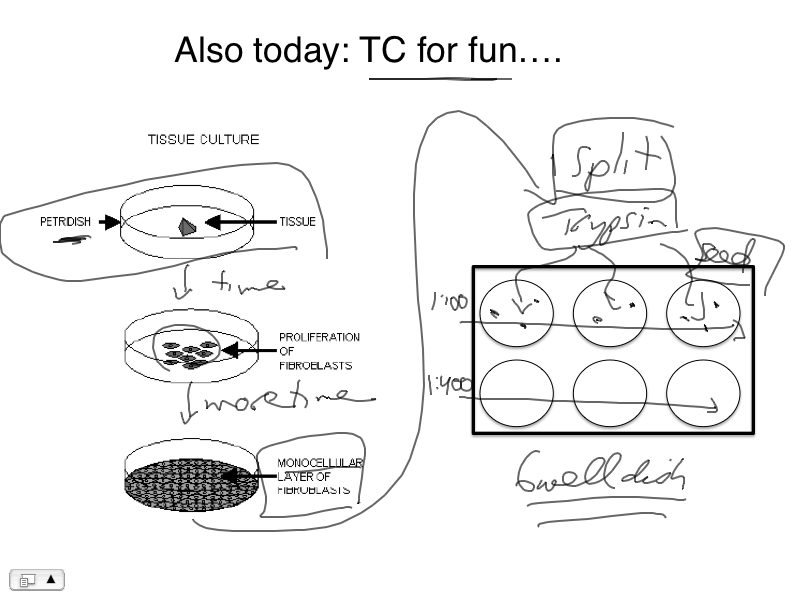 Also today: TC for fun....
TISSUE CULTURE
PETRIDISH
TISSUE
time
PROLIFERATION
OF
FIBROBLASTS
more time
MONOCELLULAR
LAYER OF
FIBROBLASTS
split
Trypsin
seed
1:100
1:400
6 well dish